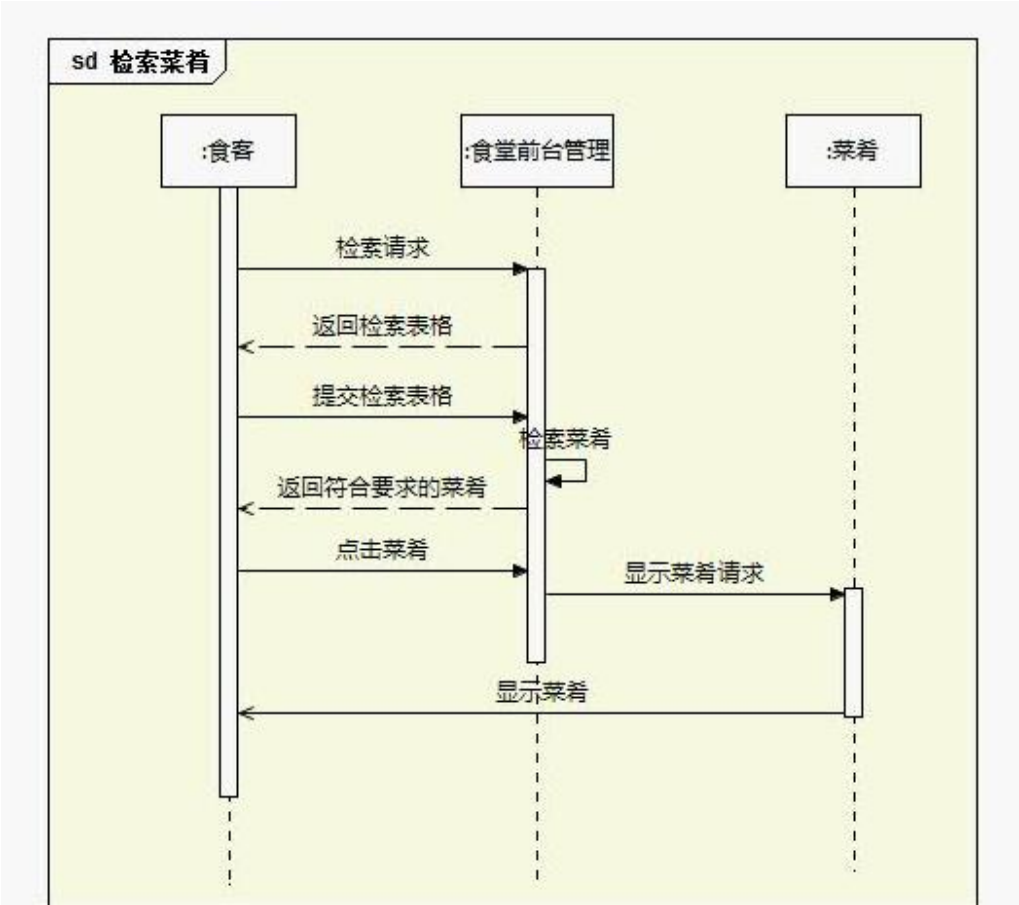 sd 检索菜肴
:食客
:食堂前台管理
:菜肴
检索请求
返回检索表格
提交检索表格
检索菜肴
返回符合要求的菜肴
点击菜肴
显示菜肴请求
显示菜肴